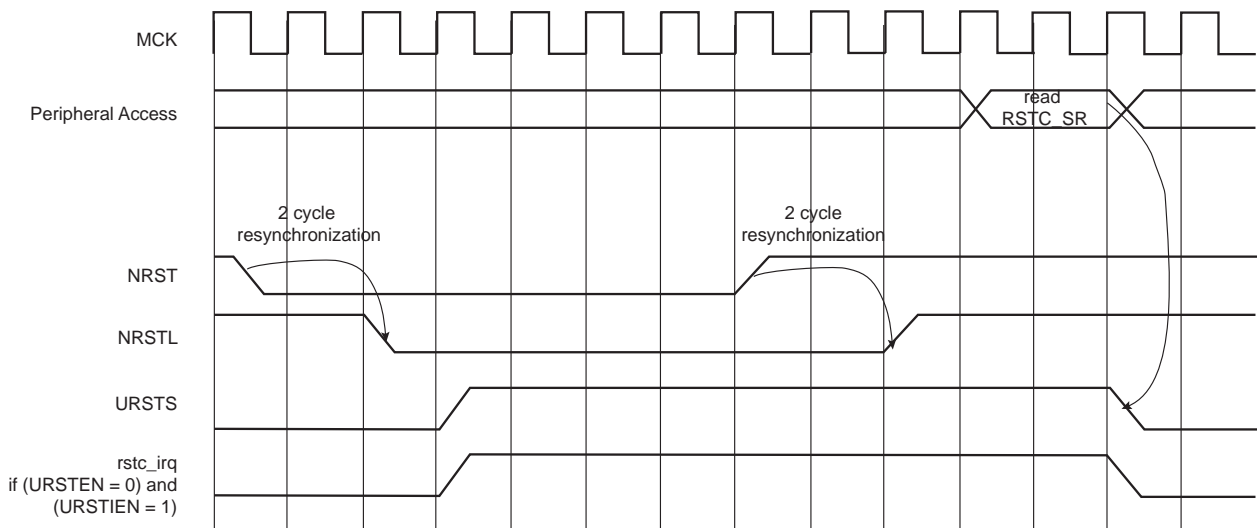 MCK
Peripheral Access
read
RSTC_SR
2 cycle
resynchronization
2 cycle
resynchronization
NRST
NRSTL
URSTS
rstc_irq
if (URSTEN = 0) and
(URSTIEN = 1)